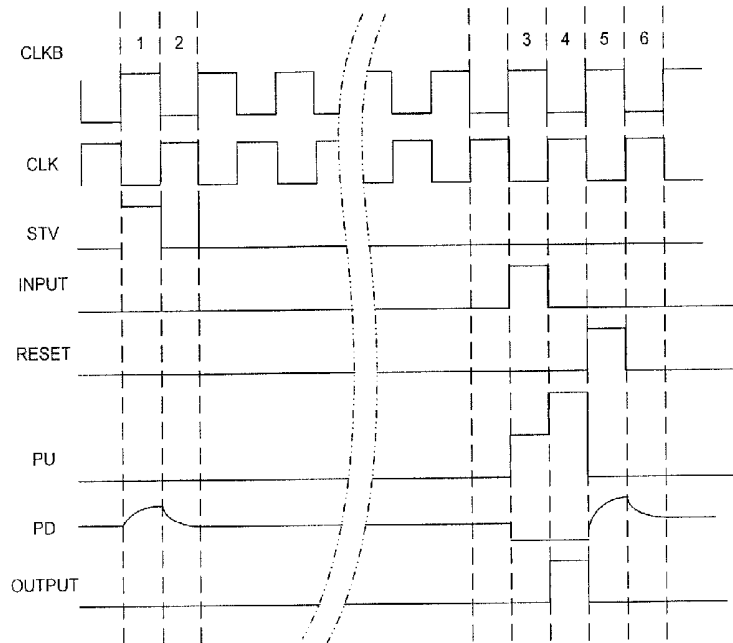 1 2 3 4 5 6
CLKB
CLK
STV
INPUT
RESET
PU
PD
OUTPUT